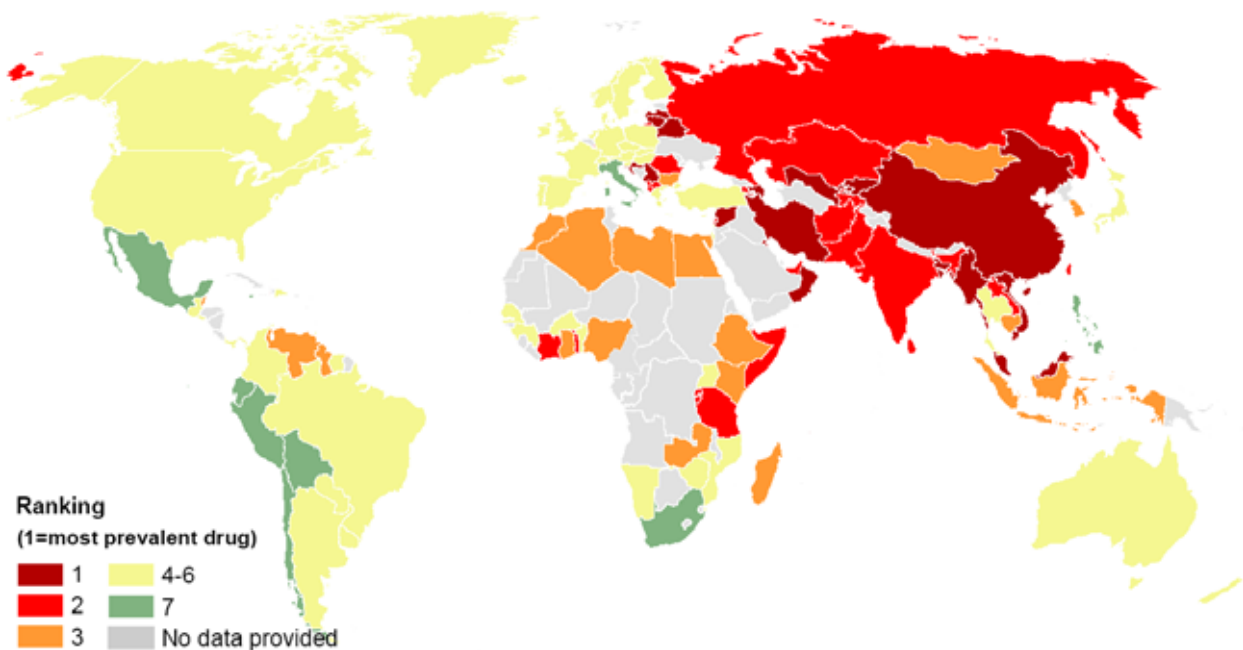 Ranking
(1=most prevalent drug)
1 4-6
2 7
3 No data provided